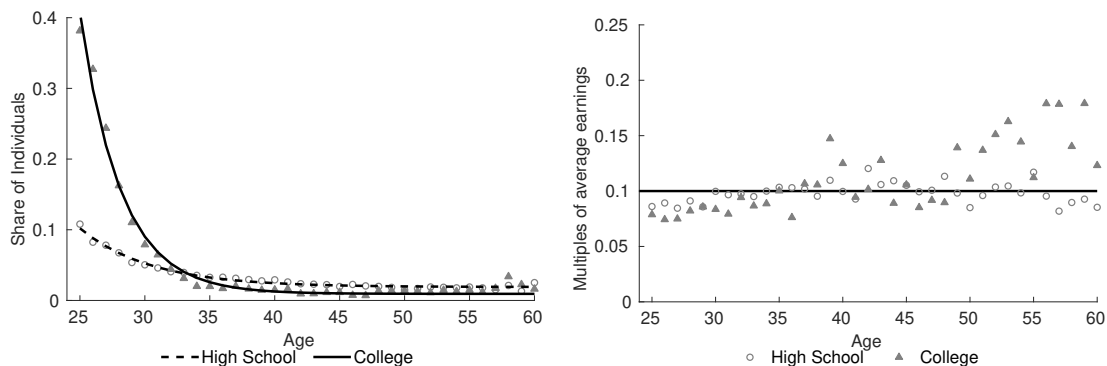 0.4
0.3
0.2
0.1
0
Share of Individuals
25 30 35 40 45 50 55 60
Age
High School College
0.25
0.2
0.15
0.1
0.05
0
Multiples of average earnings
25 30 35 40 45 50 55 60
Age
High School College